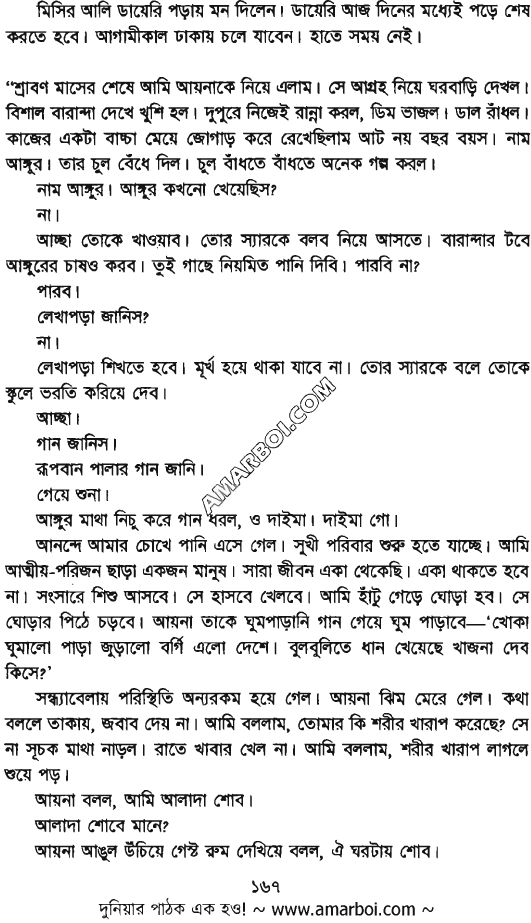 মিসির আলি ডায়েরি পড়ায় মন দিলেন। ডায়েরি আজ দিনের মধ্যেই পড়ে শেষ
করতে হবে। আগামীকাল ঢাকায় চলে যাবেন। হাতে সময় নেই।
“শ্রাবণ মাসের শেষে আমি আয়নাকে নিয়ে এলাম। সে আগ্রহ নিয়ে ঘরবাড়ি দেখল।
বিশাল বারান্দা দেখে খুশি হল। দুপুরে নিজেই রান্না করল, ডিম ভাজল। ডাল রাঁধল।
কাজের একটা বাচ্চা মেয়ে জোগাড় করে রেখেছিলাম আট নয় বছর বয়স। নাম
আঙ্গুর। তার চুল বেঁধে দিল। চুল বাঁধতে বাঁধতে অনেক গল্প করল।
নাম আঙ্গুর। আঙ্গুর কখনো খেয়েছিস?
না।
আচ্ছা তোকে খাওয়াব। তোর স্যারকে বলব নিয়ে আসতে। বারান্দার টবে
আঙ্গুরের চাষও করব। তুই গাছে নিয়মিত পানি দিবি। পারবি না?
পারব।
লেখাপড়া জানিস?
না।
লেখাপড়া শিখতে হবে। মূর্খ হয়ে থাকা যাবে না। তোর স্যারকে বলে তোকে
স্কুলে ভরতি করিয়ে দেব।
আচ্ছা।
গান জানিস।
রূপবান পালার গান জানি।
গেয়ে শুনা।
আঙ্গুর মাথা নিচু করে গান ধরল, ও দাইমা। দাইমা গো।
আনন্দে আমার চোখে পানি এসে গেল। সুখী পরিবার শুরু হতে যাচ্ছে। আমি
আত্মীয়-পরিজন ছাড়া একজন মানুষ। সারা জীবন একা থেকেছি। একা থাকতে হবে
না। সংসারে শিশু আসবে। সে হাসবে খেলবে। আমি হাঁটু গেড়ে ঘোড়া হব। সে
ঘোড়ার পিঠে চড়বে। আয়না তাকে ঘুমপাড়ানি গান গেয়ে ঘুম পাড়াবে—‘খোকা
ঘুমালো পাড়া জুড়ালো বর্গি এলো দেশে। বুলবুলিতে ধান খেয়েছে খাজনা দেব
কিসে?’
সন্ধ্যাবেলায় পরিস্থিতি অন্যরকম হয়ে গেল। আয়না ঝিম মেরে গেল। কথা
বললে তাকায়, জবাব দেয় না। আমি বললাম, তোমার কি শরীর খারাপ করেছে? সে
না সূচক মাথা নাড়ল। রাতে খাবার খেল না। আমি বললাম, শরীর খারাপ লাগলে
শুয়ে পড়।
আয়না বলল, আমি আলাদা শোব।
আলাদা শোবে মানে?
আয়না আঙুল উঁচিয়ে গেস্ট রুম দেখিয়ে বলল, ঐ ঘরটায় শোব।
১৬৭
দুনিয়ার পাঠক এক হও! ~ www.amarboi.com ~
AMARBOI.COM